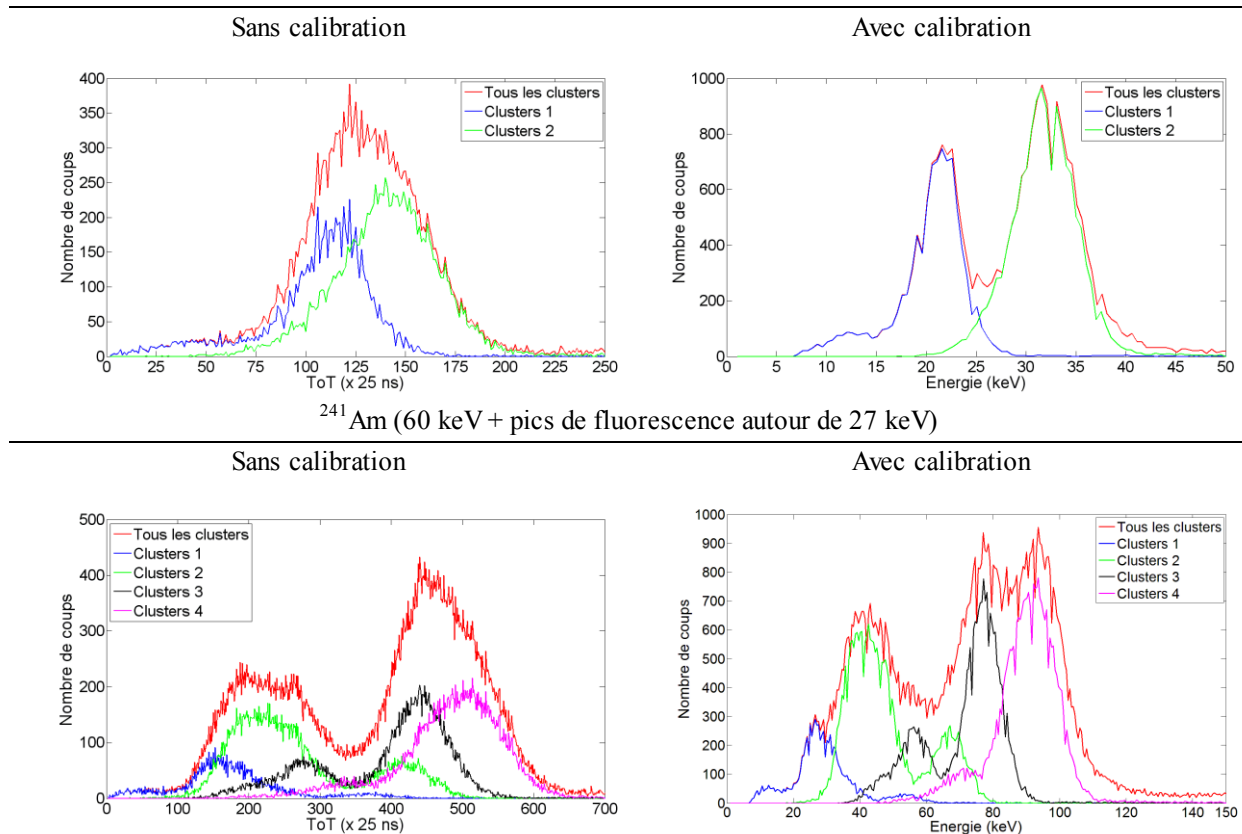 Sans calibration
Avec calibration
400
350
300
250
200
150
100
50
0
Nombre de coups
Tous les clusters
Clusters 1
Clusters 2
0 25 50 75 100 125 150 175 200 225 250
ToT (x 25 ns)
1000
800
600
400
200
0
Nombre de coups
Tous les clusters
Clusters 1
Clusters 2
0 5 10 15 20 25 30 35 40 45 50
Energie (keV)
²⁴¹Am (60 keV + pics de fluorescence autour de 27 keV)
Sans calibration
Avec calibration
500
400
300
200
100
0
Nombre de coups
Tous les clusters
Clusters 1
Clusters 2
Clusters 3
Clusters 4
0 100 200 300 400 500 600 700
ToT (x 25 ns)
1000
900
800
700
600
500
400
300
200
100
0
Nombre de coups
Tous les clusters
Clusters 1
Clusters 2
Clusters 3
Clusters 4
0 20 40 60 80 100 120 150
Energie (keV)